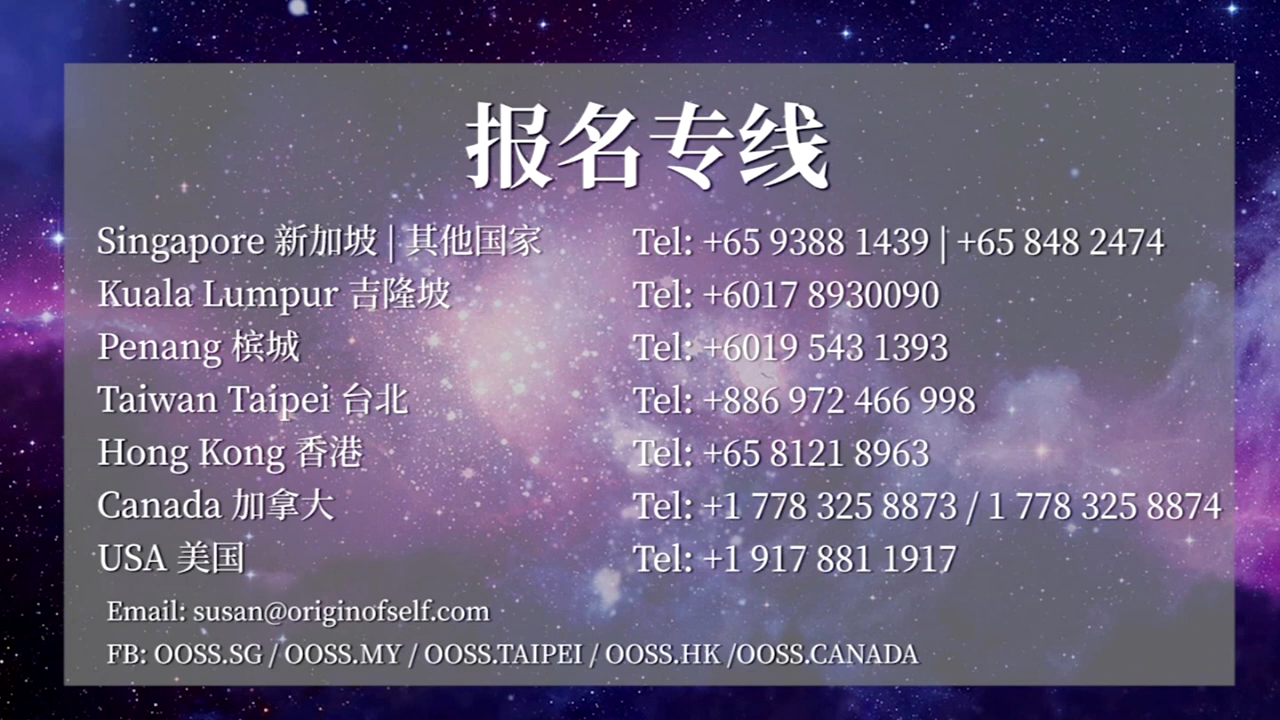 报名专线
Singapore 新加坡 | 其他国家 Tel: +65 9388 1439 | +65 848 2474
Kuala Lumpur 吉隆坡 Tel: +6017 8930090
Penang 槟城 Tel: +6019 543 1393
Taiwan Taipei 台北 Tel: +886 972 466 998
Hong Kong 香港 Tel: +65 8121 8963
Canada 加拿大 Tel: +1 778 325 8873 / 1 778 325 8874
USA 美国 Tel: +1 917 881 1917
Email: susan@originofself.com
FB: OOSS.SG / OOSS.MY / OOSS.TAIPEI / OOSS.HK /OOSS.CANADA